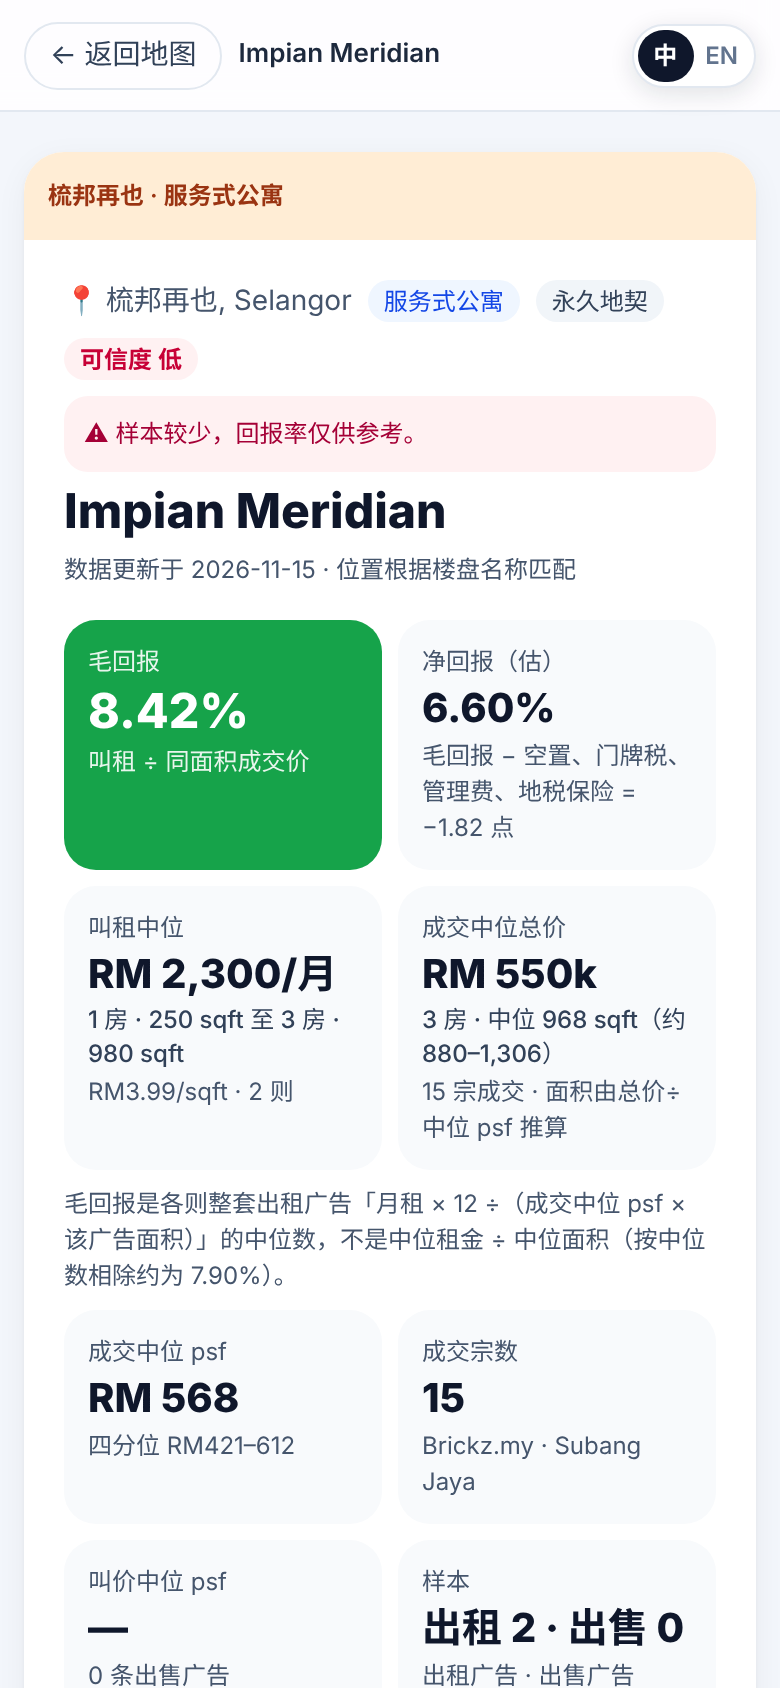 ← 返回地图
Impian Meridian
中 EN
梳邦再也 · 服务式公寓
📍 梳邦再也, Selangor 服务式公寓 永久地契
可信度 低
⚠ 样本较少，回报率仅供参考。
Impian Meridian
数据更新于 2026-11-15 · 位置根据楼盘名称匹配
毛回报
8.42%
叫租 ÷ 同面积成交价
净回报（估）
6.60%
毛回报 − 空置、门牌税、
管理费、地税保险 =
−1.82 点
叫租中位
RM 2,300/月
1 房 · 250 sqft 至 3 房 ·
980 sqft
RM3.99/sqft · 2 则
成交中位总价
RM 550k
3 房 · 中位 968 sqft（约
880–1,306）
15 宗成交 · 面积由总价÷
中位 psf 推算
毛回报是各则整套出租广告「月租 × 12 ÷（成交中位 psf ×
该广告面积）」的中位数，不是中位租金 ÷ 中位面积（按中位
数相除约为 7.90%）。
成交中位 psf
RM 568
四分位 RM421–612
成交宗数
15
Brickz.my · Subang
Jaya
叫价中位 psf
—
0 条出售广告
样本
出租 2 · 出售 0
出租广告 · 出售广告